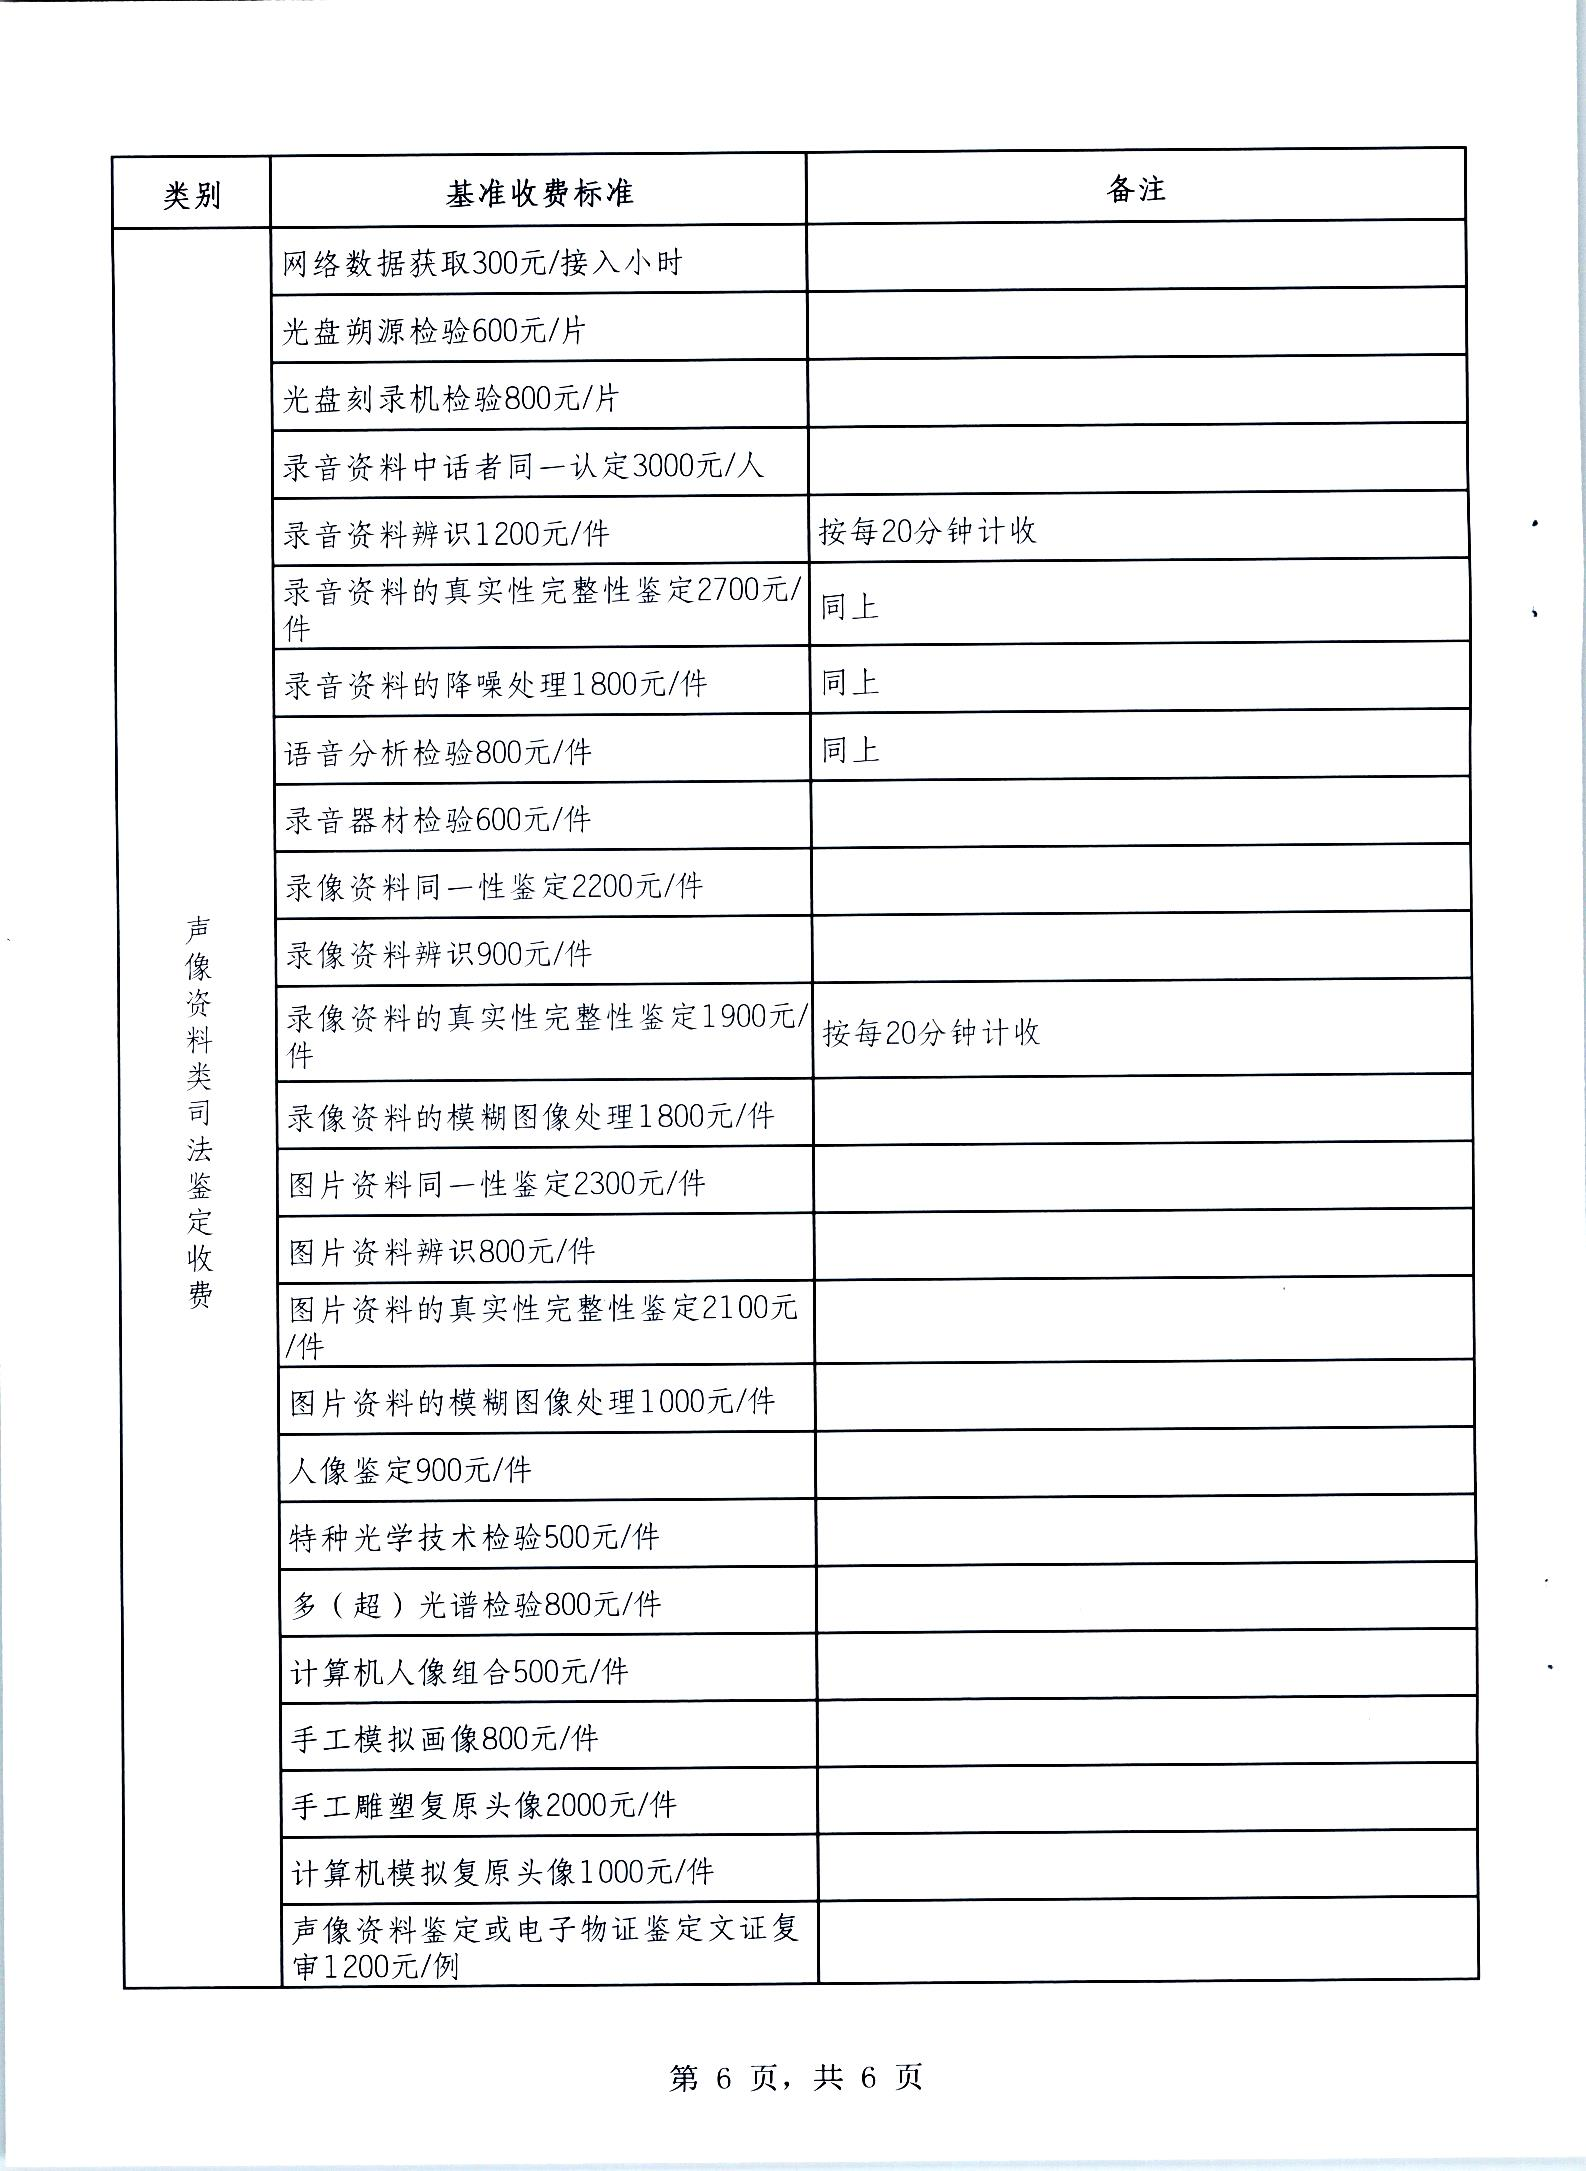 类别 基准收费标准 备注
声像资料类司法鉴定收费
网络数据获取300元/接入小时
光盘朔源检验600元/片
光盘刻录机检验800元/片
录音资料中话者同一认定3000元/人
录音资料辨识1200元/件 按每20分钟计收
录音资料的真实性完整性鉴定2700元/
件 同上
录音资料的降噪处理1800元/件 同上
语音分析检验800元/件 同上
录音器材检验600元/件
录像资料同一性鉴定2200元/件
录像资料辨识900元/件
录像资料的真实性完整性鉴定1900元/
件 按每20分钟计收
录像资料的模糊图像处理1800元/件
图片资料同一性鉴定2300元/件
图片资料辨识800元/件
图片资料的真实性完整性鉴定2100元
/件
图片资料的模糊图像处理1000元/件
人像鉴定900元/件
特种光学技术检验500元/件
多（超）光谱检验800元/件
计算机人像组合500元/件
手工模拟画像800元/件
手工雕塑复原头像2000元/件
计算机模拟复原头像1000元/件
声像资料鉴定或电子物证鉴定文证复
审1200元/例
第 6 页，共 6 页